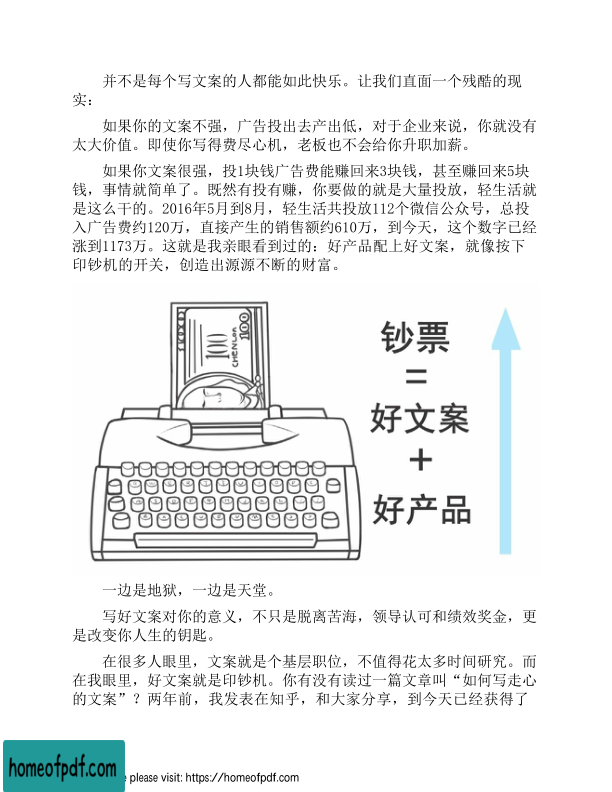 并不是每个写文案的人都能如此快乐。让我们直面一个残酷的现
实：
如果你的文案不强，广告投出去产出低，对于企业来说，你就没有
太大价值。即使你写得费尽心机，老板也不会给你升职加薪。
如果你文案很强，投1块钱广告费能赚回来3块钱，甚至赚回来5块
钱，事情就简单了。既然有投有赚，你要做的就是大量投放，轻生活就
是这么干的。2016年5月到8月，轻生活共投放112个微信公众号，总投
入广告费约120万，直接产生的销售额约610万，到今天，这个数字已经
涨到1173万。这就是我亲眼看到过的：好产品配上好文案，就像按下
印钞机的开关，创造出源源不断的财富。
100
100
100
CHENLON
钞票
=
好文案
+
好产品
一边是地狱，一边是天堂。
写好文案对你的意义，不只是脱离苦海，领导认可和绩效奖金，更
是改变你人生的钥匙。
在很多人眼里，文案就是个基层职位，不值得花太多时间研究。而
在我眼里，好文案就是印钞机。你有没有读过一篇文章叫“如何写走心
的文案”？两年前，我发表在知乎，和大家分享，到今天已经获得了
homeofpdf.com
e please visit: https://homeofpdf.com